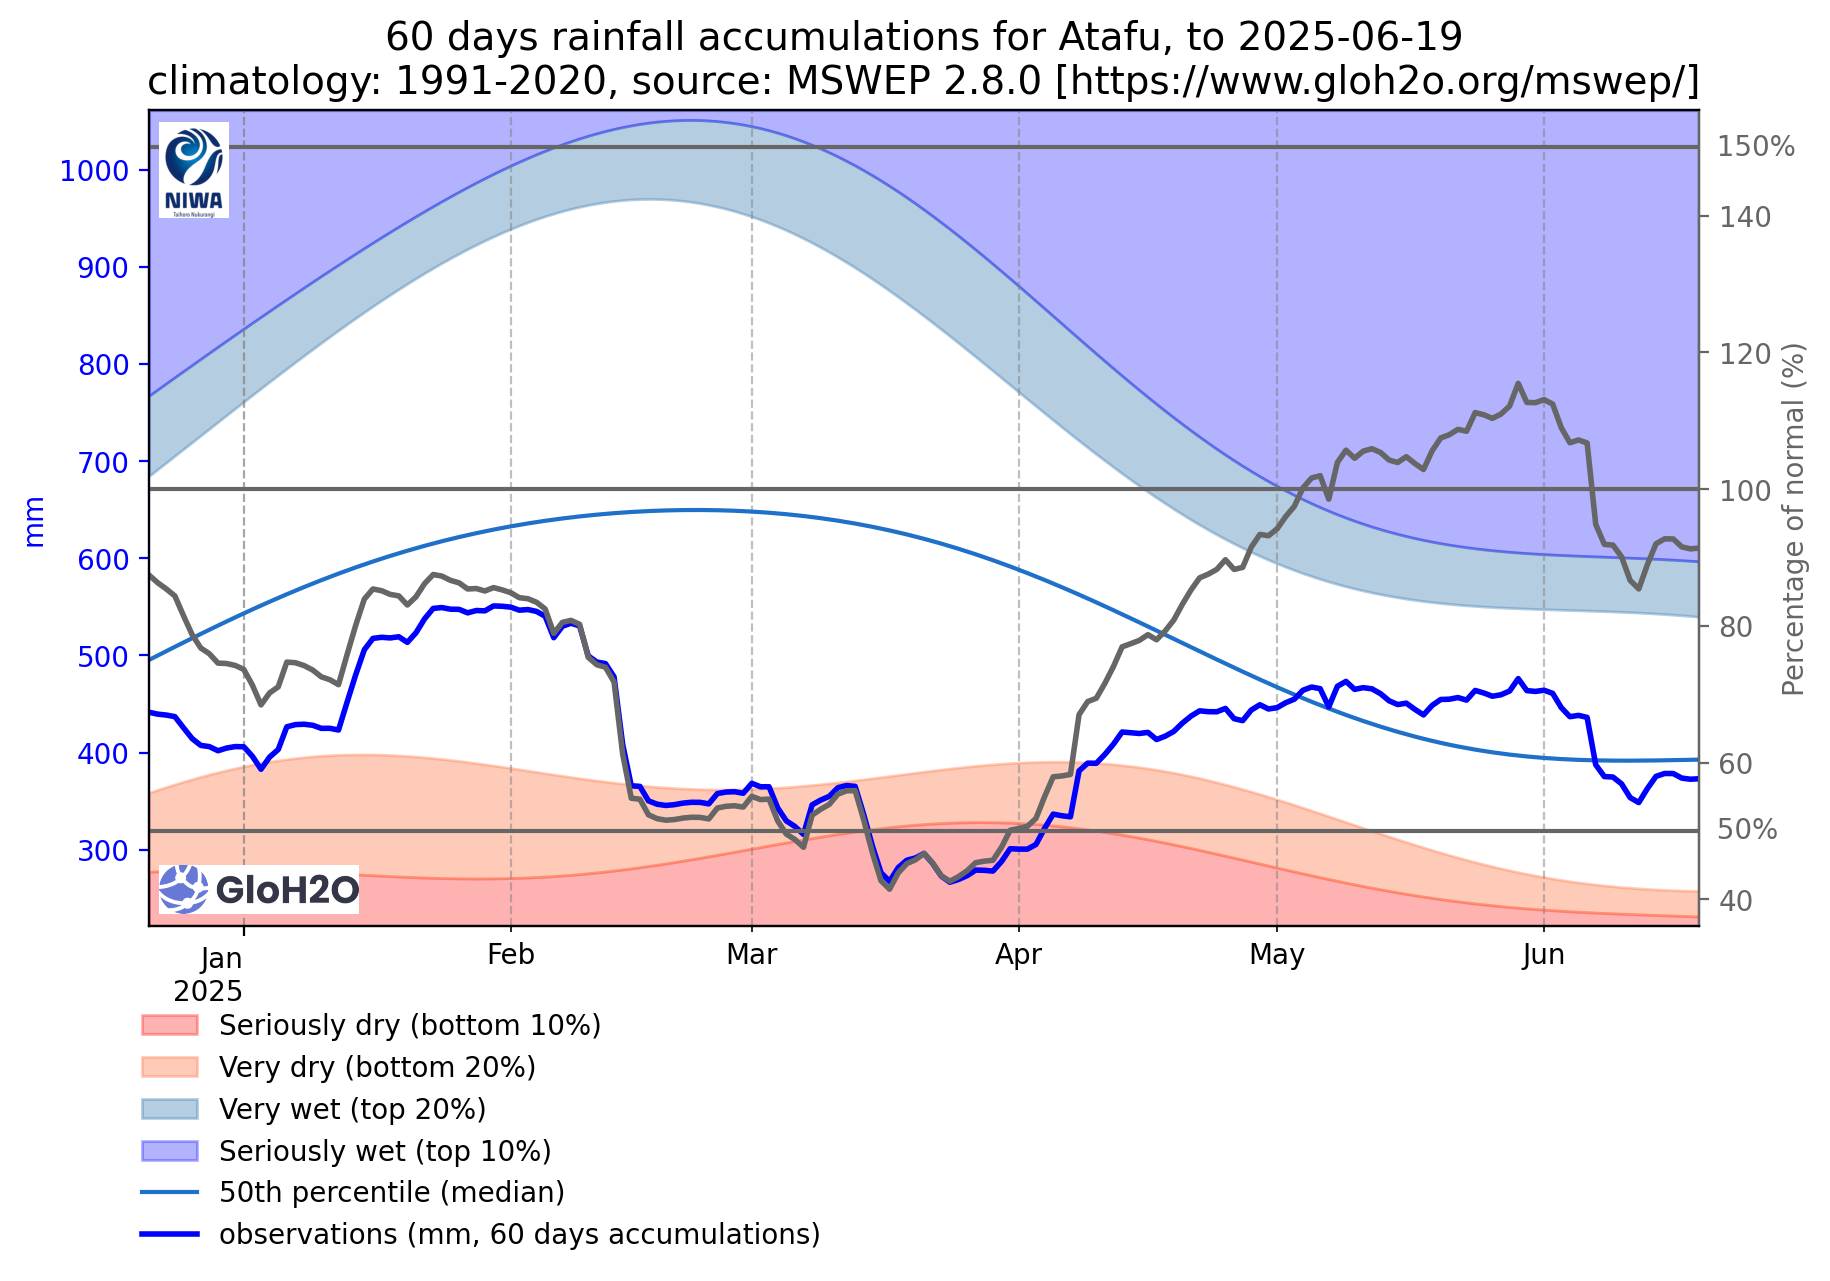 60 days rainfall accumulations for Atafu, to 2025-06-19
climatology: 1991-2020, source: MSWEP 2.8.0 [https://www.gloh2o.org/mswep/]
NIWA
Taihoro Nukurangi
1000
900
800
700
600
500
400
300
mm
150%
140
120
100
80
60
50%
40
Percentage of normal (%)
GloH2O
Jan
2025
Feb
Mar
Apr
May
Jun
Seriously dry (bottom 10%)
Very dry (bottom 20%)
Very wet (top 20%)
Seriously wet (top 10%)
50th percentile (median)
observations (mm, 60 days accumulations)